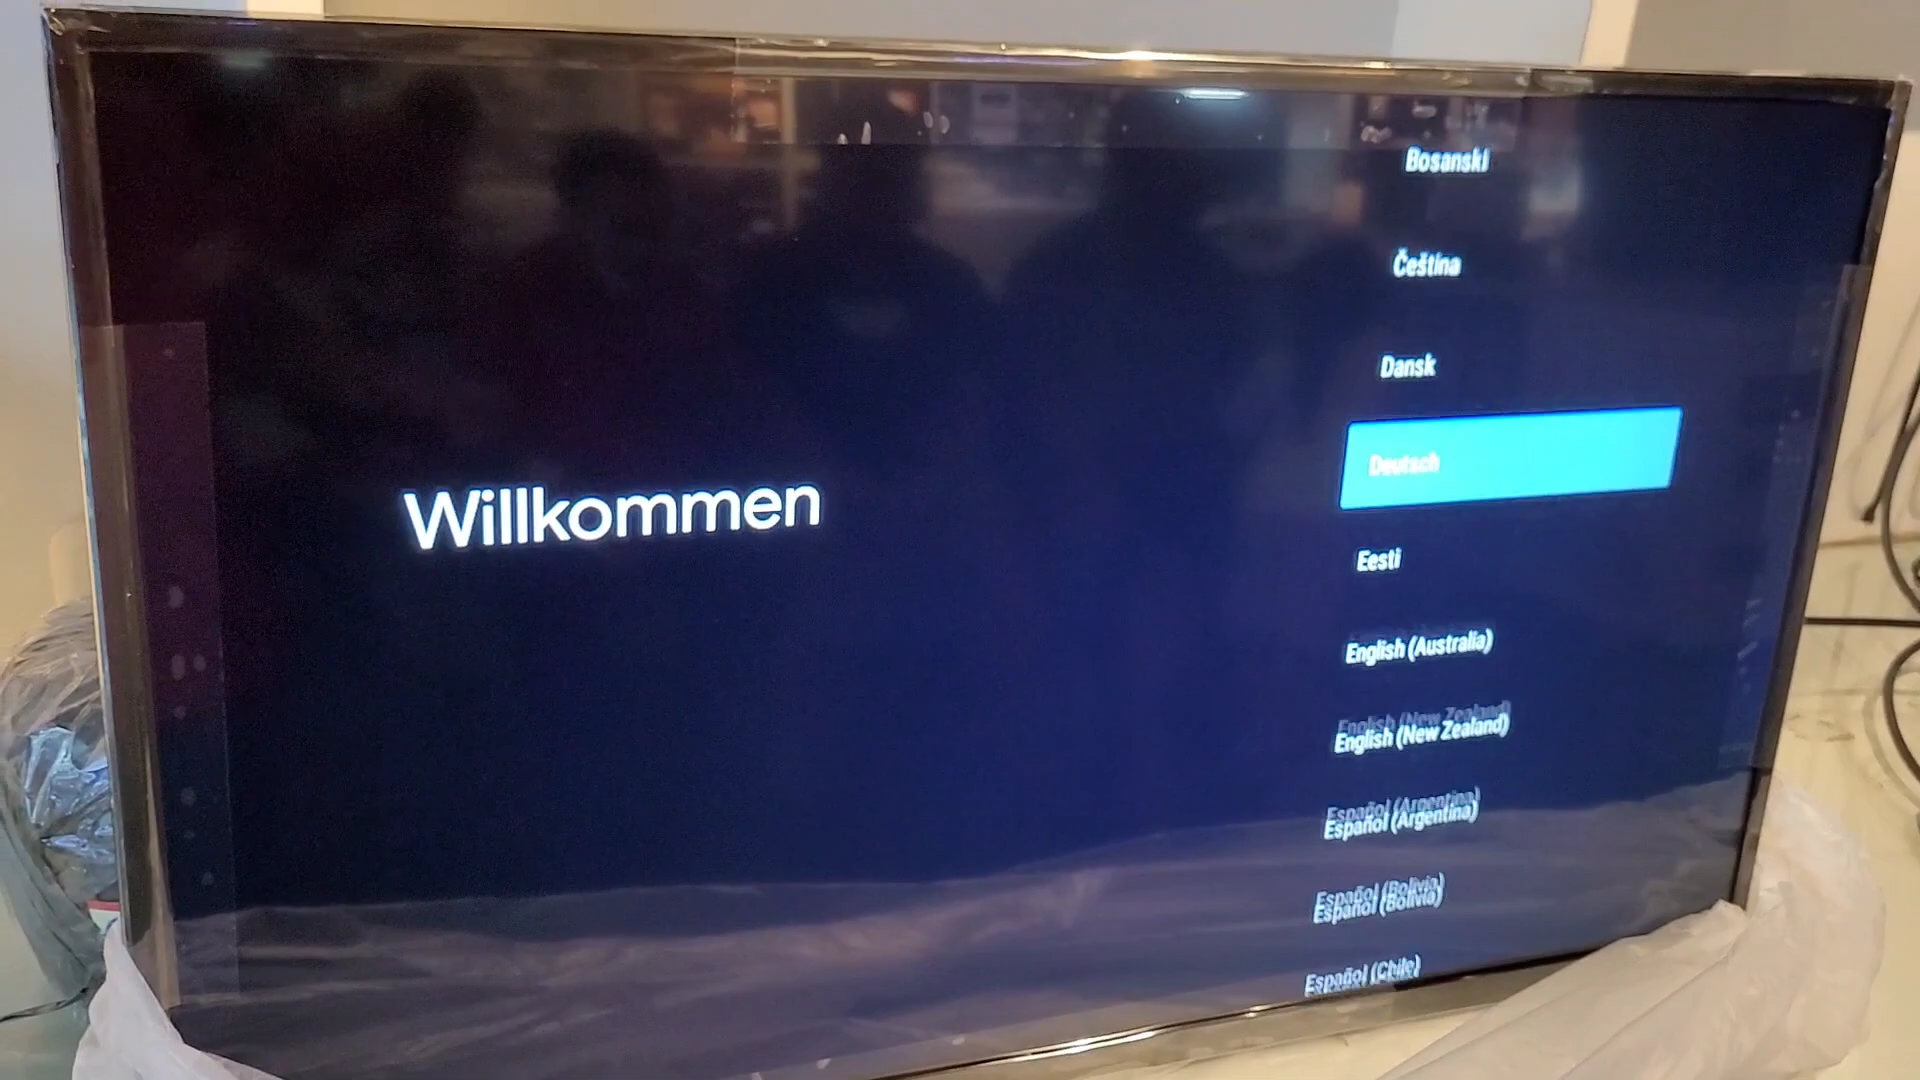 Willkommen
Bosanski
Čeština
Dansk
Deutsch
Eesti
English (Australia)
English (New Zealand)
Español (Argentina)
Español (Bolivia)
Español (Chile)